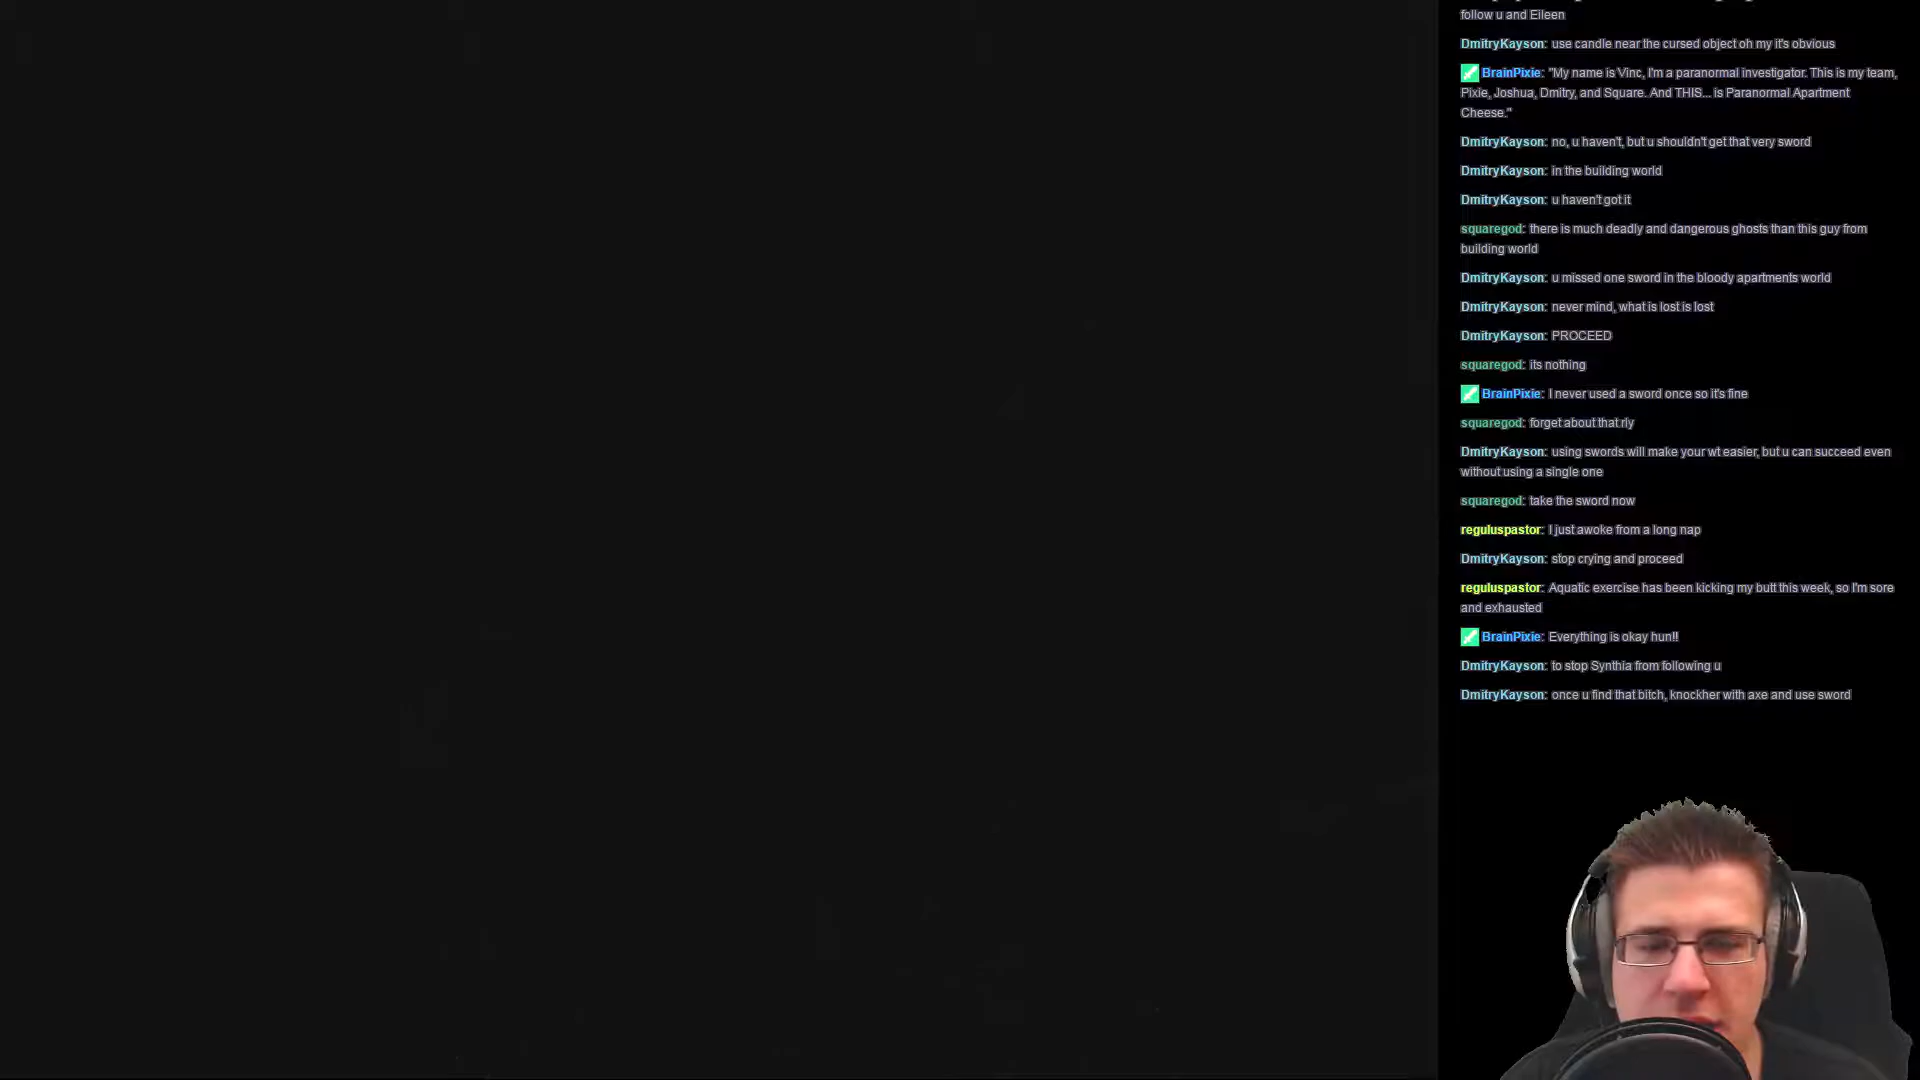 follow u and Eileen
DmitryKayson: use candle near the cursed object oh my it's obvious
BrainPixie: "My name is Vinc, I'm a paranormal investigator. This is my team,
Pixie, Joshua, Dmitry, and Square. And THIS... is Paranormal Apartment
Cheese."
DmitryKayson: no, u haven't, but u shouldn't get that very sword
DmitryKayson: in the building world
DmitryKayson: u haven't got it
squaregod: there is much deadly and dangerous ghosts than this guy from
building world
DmitryKayson: u missed one sword in the bloody apartments world
DmitryKayson: never mind, what is lost is lost
DmitryKayson: PROCEED
squaregod: its nothing
BrainPixie: I never used a sword once so it's fine
squaregod: forget about that rly
DmitryKayson: using swords will make your wt easier, but u can succeed even
without using a single one
squaregod: take the sword now
reguluspastor: I just awoke from a long nap
DmitryKayson: stop crying and proceed
reguluspastor: Aquatic exercise has been kicking my butt this week, so I'm sore
and exhausted
BrainPixie: Everything is okay hun!!
DmitryKayson: to stop Synthia from following u
DmitryKayson: once u find that bitch, knockher with axe and use sword